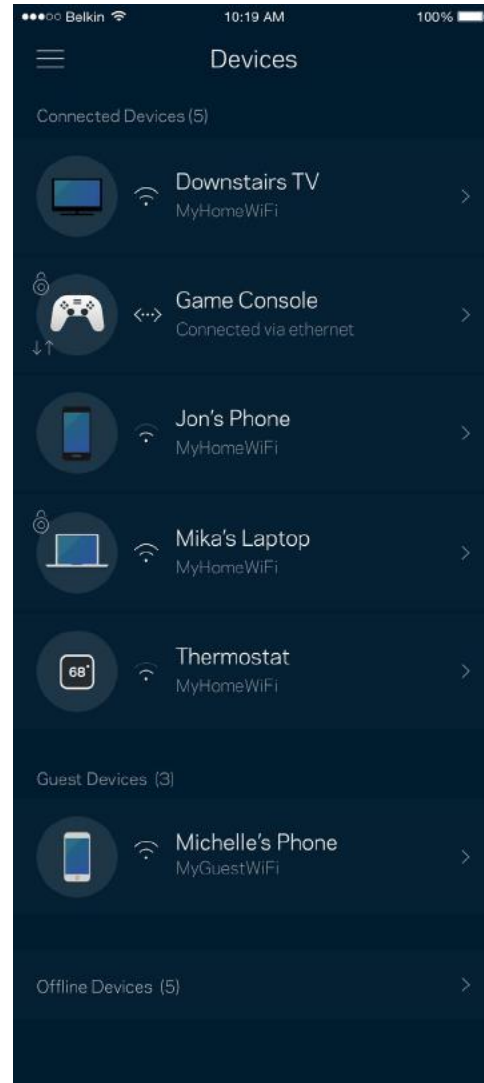 Belkin 10:19 AM 100%
Devices
Connected Devices (5)
Downstairs TV
MyHomeWiFi
Game Console
Connected via ethernet
Jon's Phone
MyHomeWiFi
Mika's Laptop
MyHomeWiFi
68°
Thermostat
MyHomeWiFi
Guest Devices (3)
Michelle's Phone
MyGuestWiFi
Offline Devices (5)